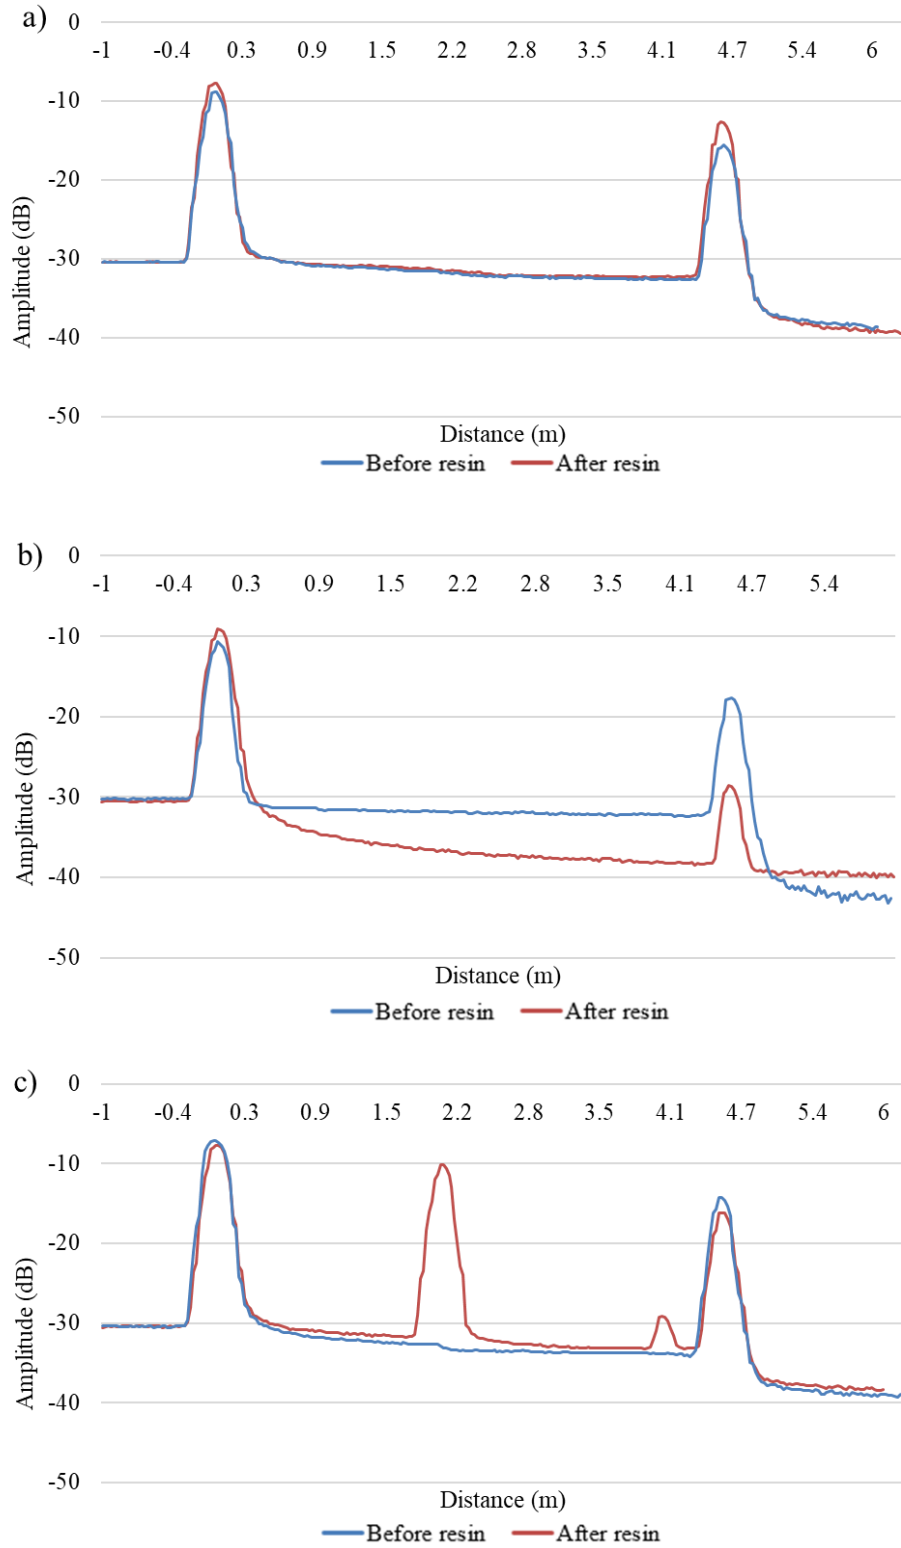 a)
0
-1 -0.4 0.3 0.9 1.5 2.2 2.8 3.5 4.1 4.7 5.4 6
-10
-20
-30
-40
-50
Amplitude (dB)
Distance (m)
Before resin After resin
b)
0
-1 -0.4 0.3 0.9 1.5 2.2 2.8 3.5 4.1 4.7 5.4
-10
-20
-30
-40
-50
Amplitude (dB)
Distance (m)
Before resin After resin
c)
0
-1 -0.4 0.3 0.9 1.5 2.2 2.8 3.5 4.1 4.7 5.4 6
-10
-20
-30
-40
-50
Amplitude (dB)
Distance (m)
Before resin After resin